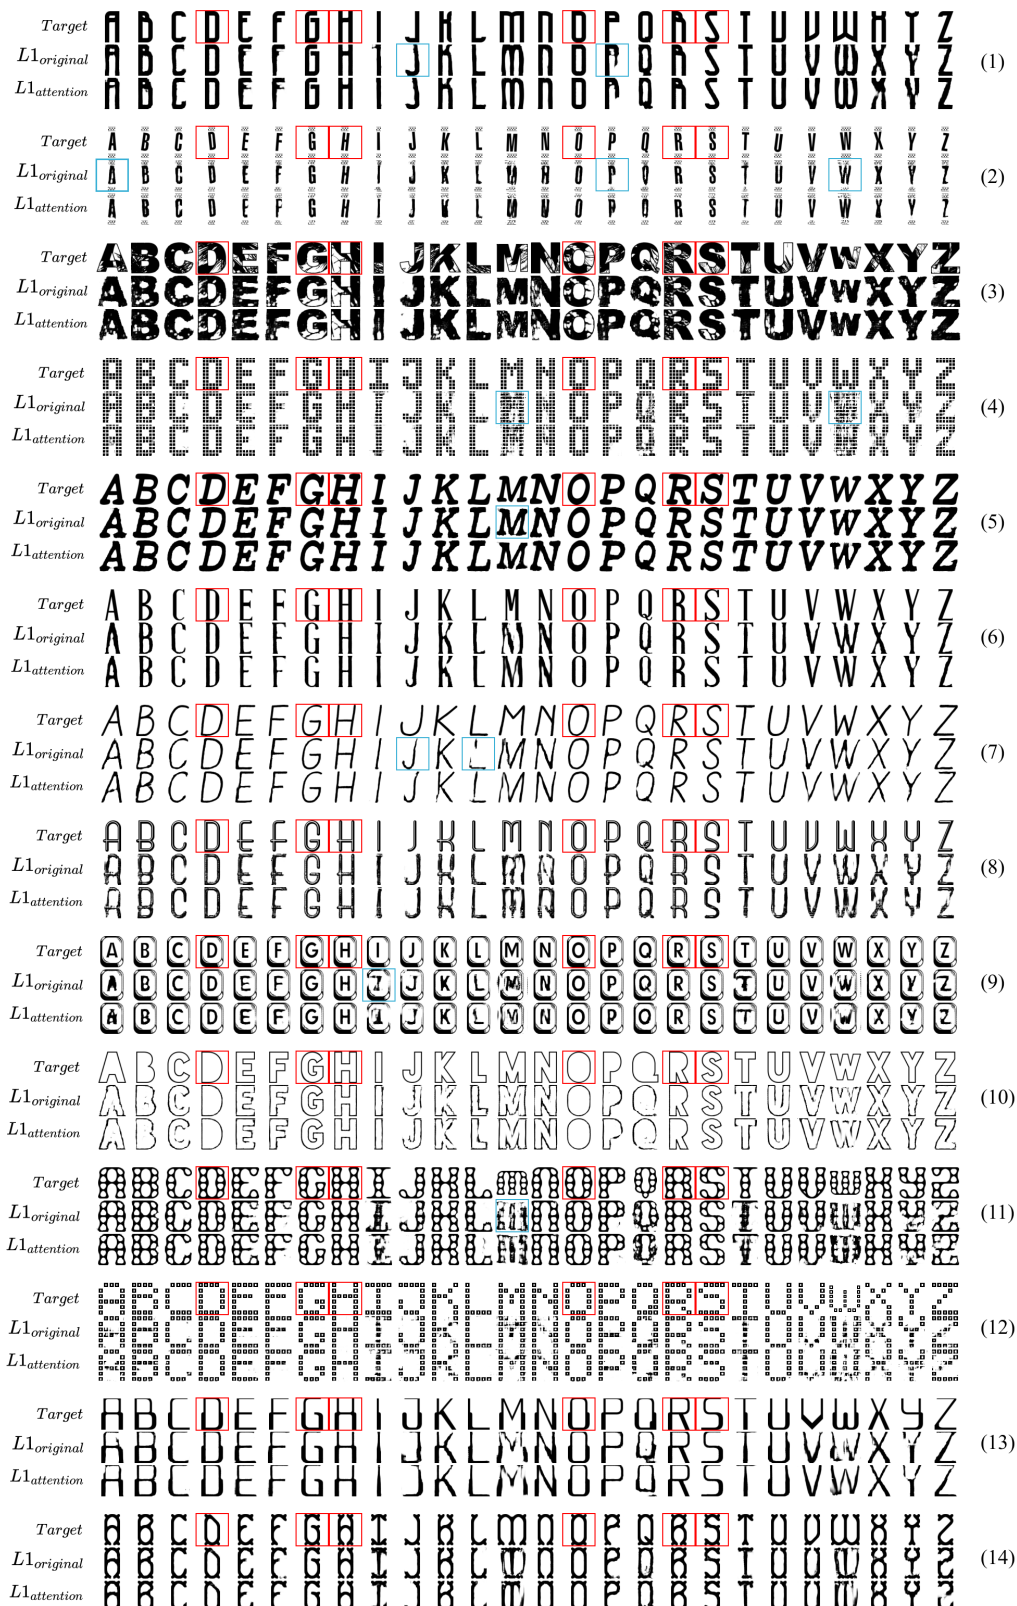 Target A B C D E F G H I J K L M N O P Q R S T U V W X Y Z
L1original A B C D E F G H I J K L M N O P Q R S T U V W X Y Z (1)
L1attention A B C D E F G H I J K L M N O P Q R S T U V W X Y Z
Target A B C D E F G H I J K L M N O P Q R S T U V W X Y Z
L1original A B C D E F G H I J K L M N O P Q R S T U V W X Y Z (2)
L1attention A B C D E F G H I J K L M N O P Q R S T U V W X Y Z
Target A B C D E F G H I J K L M N O P Q R S T U V W X Y Z
L1original A B C D E F G H I J K L M N O P Q R S T U V W X Y Z (3)
L1attention A B C D E F G H I J K L M N O P Q R S T U V W X Y Z
Target A B C D E F G H I J K L M N O P Q R S T U V W X Y Z
L1original A B C D E F G H I J K L M N O P Q R S T U V W X Y Z (4)
L1attention A B C D E F G H I J K L M N O P Q R S T U V W X Y Z
Target A B C D E F G H I J K L M N O P Q R S T U V W X Y Z
L1original A B C D E F G H I J K L M N O P Q R S T U V W X Y Z (5)
L1attention A B C D E F G H I J K L M N O P Q R S T U V W X Y Z
Target A B C D E F G H I J K L M N O P Q R S T U V W X Y Z
L1original A B C D E F G H I J K L M N O P Q R S T U V W X Y Z (6)
L1attention A B C D E F G H I J K L M N O P Q R S T U V W X Y Z
Target A B C D E F G H I J K L M N O P Q R S T U V W X Y Z
L1original A B C D E F G H I J K L M N O P Q R S T U V W X Y Z (7)
L1attention A B C D E F G H I J K L M N O P Q R S T U V W X Y Z
Target A B C D E F G H I J K L M N O P Q R S T U V W X Y Z
L1original A B C D E F G H I J K L M N O P Q R S T U V W X Y Z (8)
L1attention A B C D E F G H I J K L M N O P Q R S T U V W X Y Z
Target A B C D E F G H I J K L M N O P Q R S T U V W X Y Z
L1original A B C D E F G H I J K L M N O P Q R S T U V W X Y Z (9)
L1attention A B C D E F G H I J K L M N O P Q R S T U V W X Y Z
Target A B C D E F G H I J K L M N O P Q R S T U V W X Y Z
L1original A B C D E F G H I J K L M N O P Q R S T U V W X Y Z (10)
L1attention A B C D E F G H I J K L M N O P Q R S T U V W X Y Z
Target A B C D E F G H I J K L M N O P Q R S T U V W X Y Z
L1original A B C D E F G H I J K L M N O P Q R S T U V W X Y Z (11)
L1attention A B C D E F G H I J K L M N O P Q R S T U V W X Y Z
Target A B C D E F G H I J K L M N O P Q R S T U V W X Y Z
L1original A B C D E F G H I J K L M N O P Q R S T U V W X Y Z (12)
L1attention A B C D E F G H I J K L M N O P Q R S T U V W X Y Z
Target A B C D E F G H I J K L M N O P Q R S T U V W X Y Z
L1original A B C D E F G H I J K L M N O P Q R S T U V W X Y Z (13)
L1attention A B C D E F G H I J K L M N O P Q R S T U V W X Y Z
Target A B C D E F G H I J K L M N O P Q R S T U V W X Y Z
L1original A B C D E F G H I J K L M N O P Q R S T U V W X Y Z (14)
L1attention A B C D E F G H I J K L M N O P Q R S T U V W X Y Z